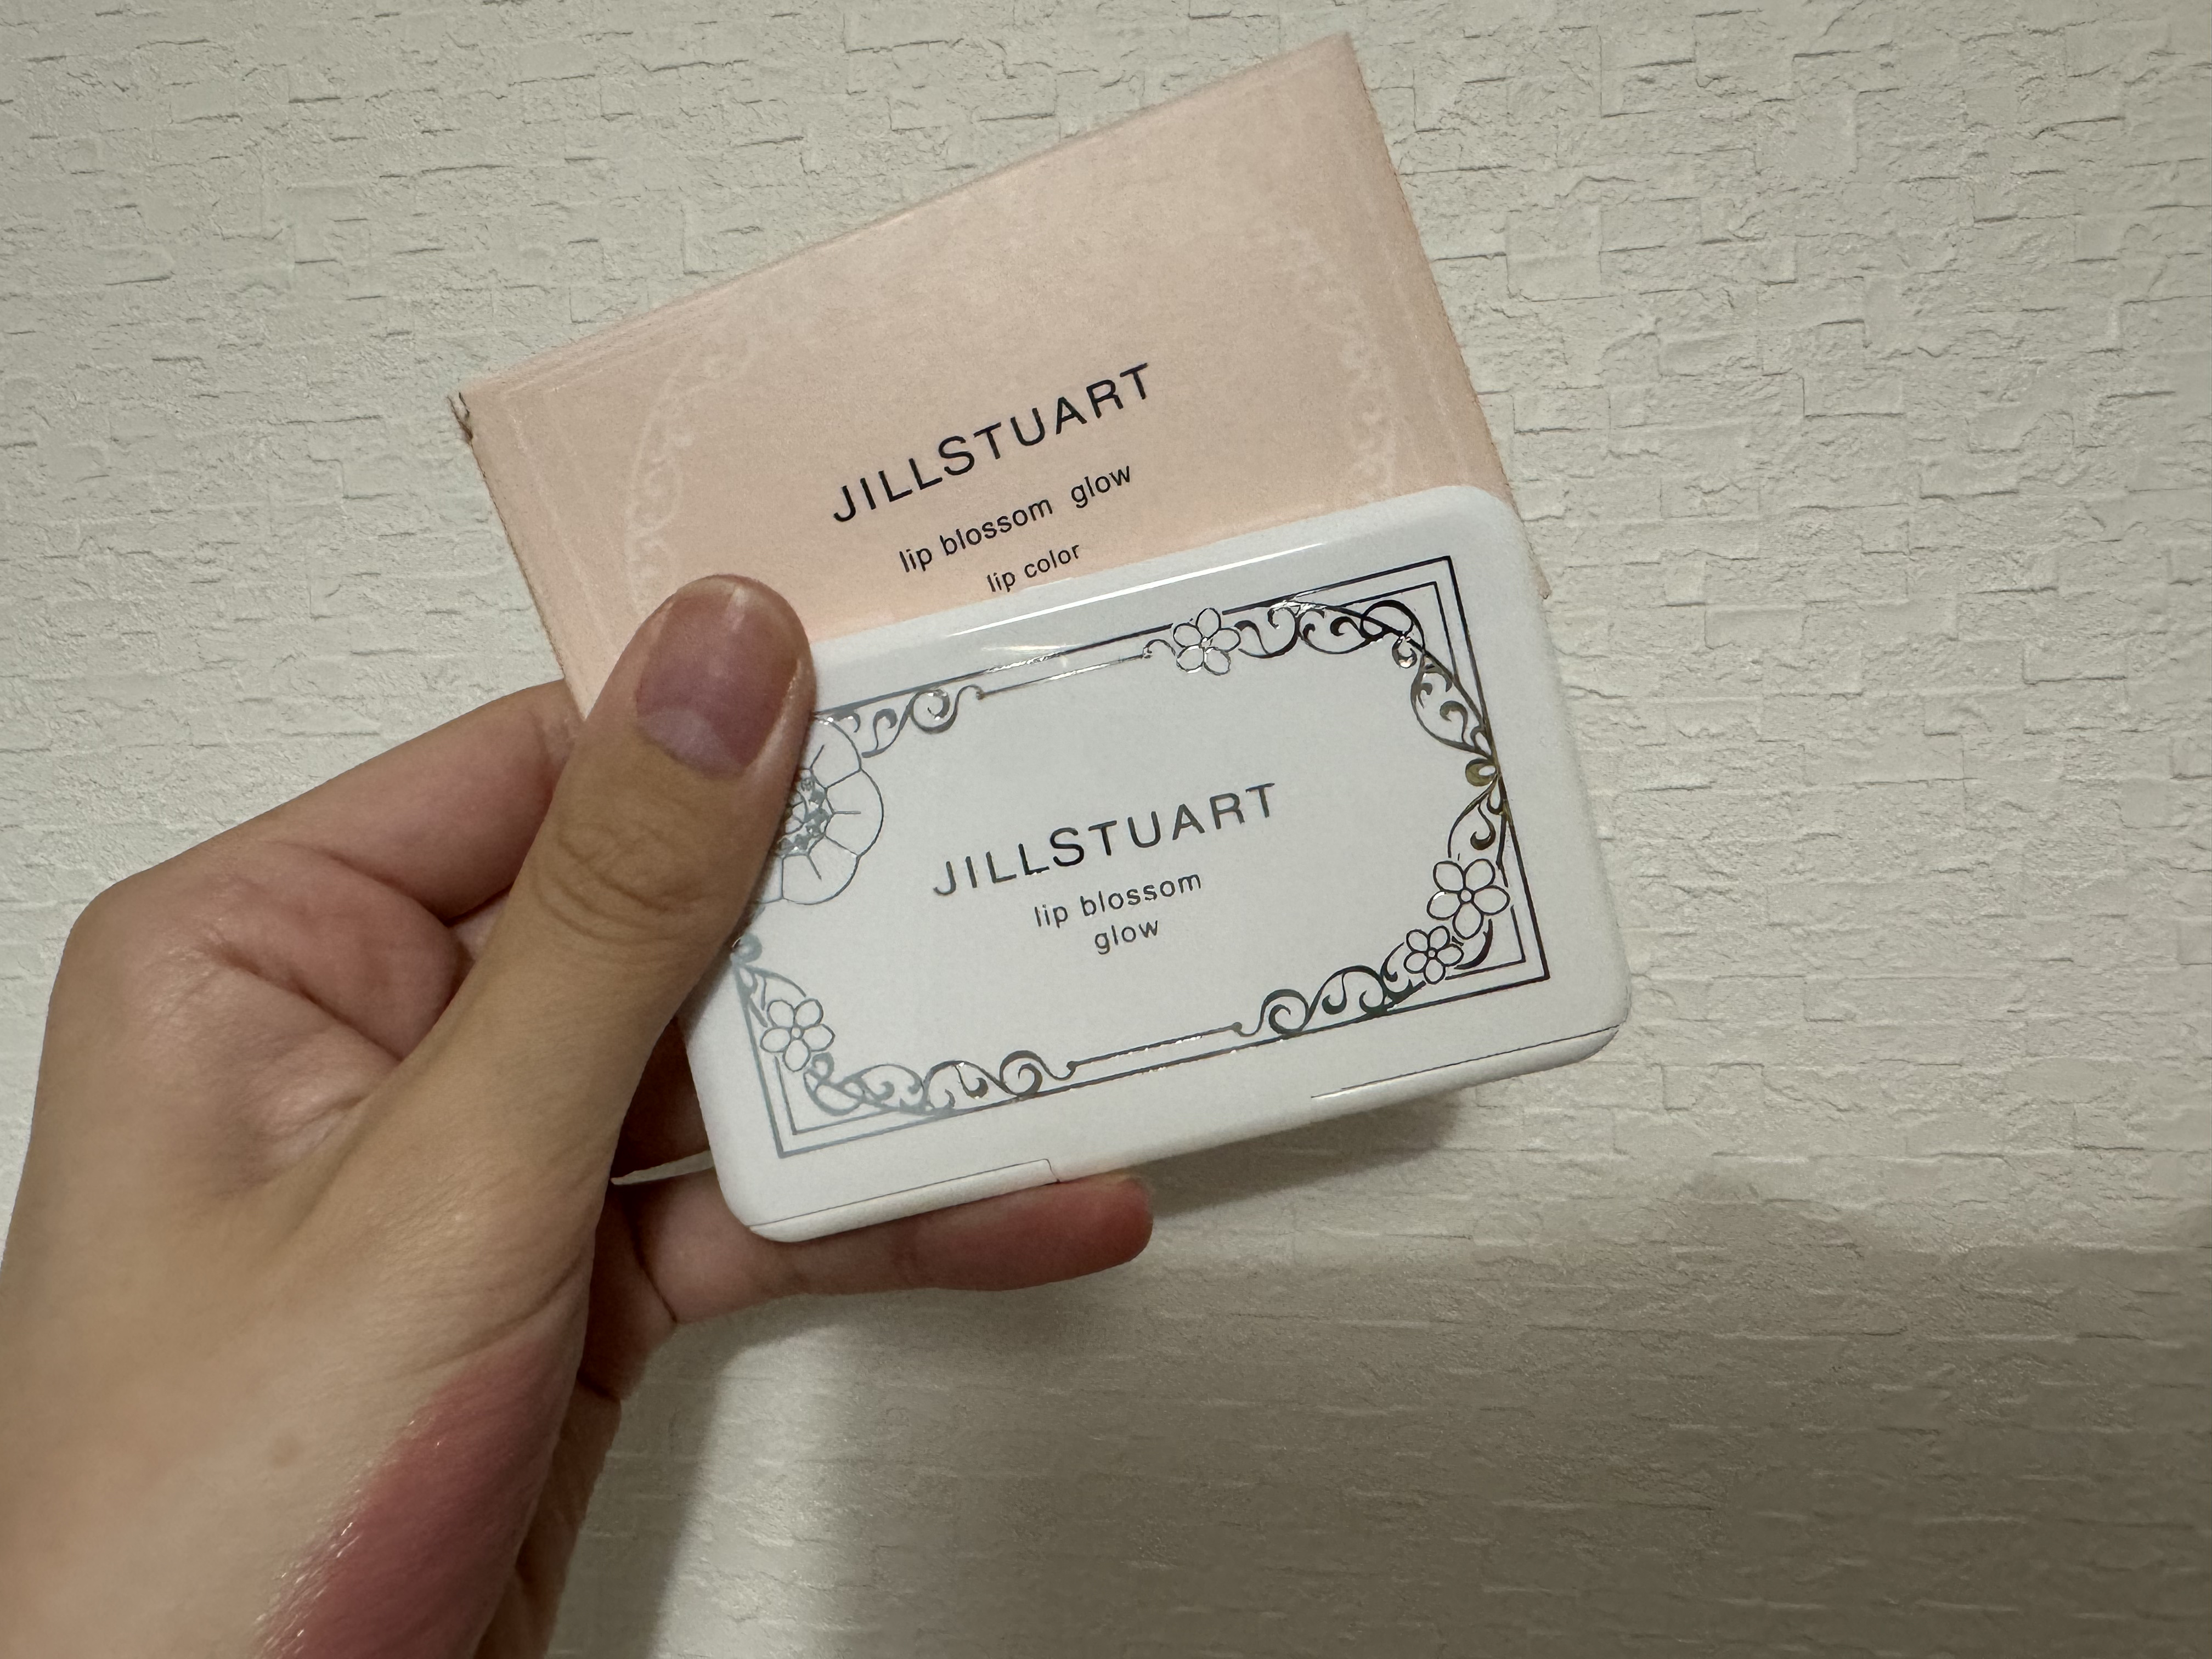 JILLSTUART
lip blossom glow
lip color
JILLSTUART
lip blossom
glow